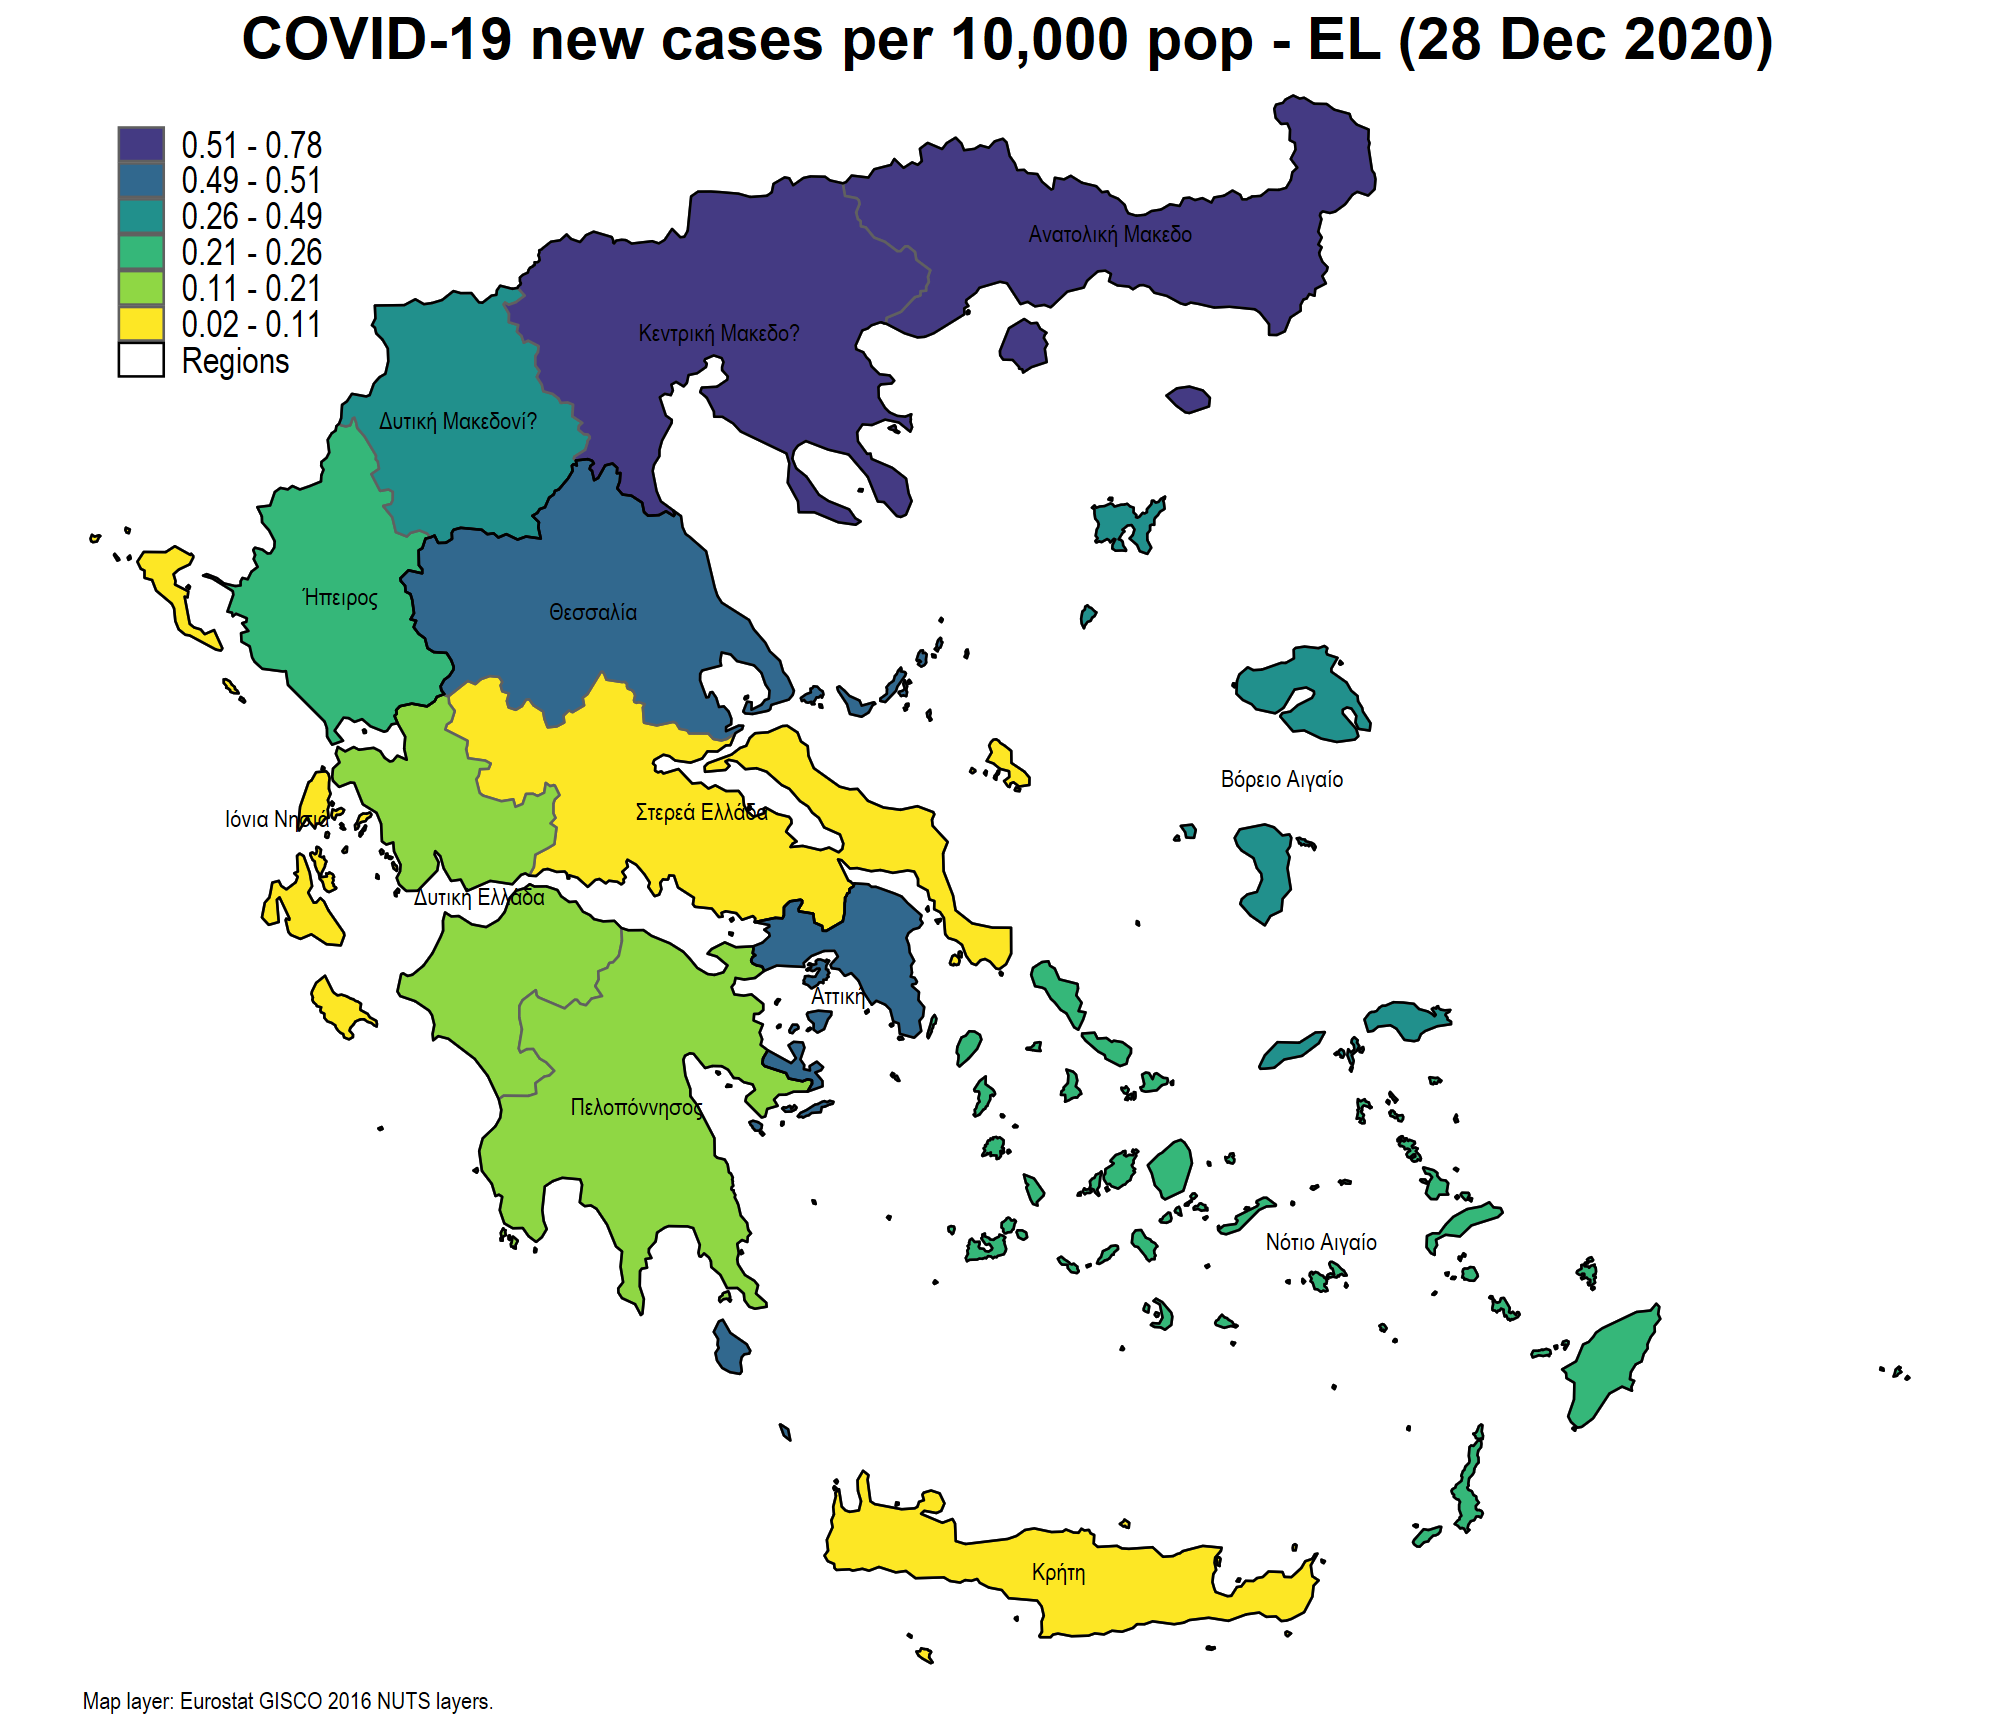 COVID-19 new cases per 10,000 pop - EL (28 Dec 2020)
0.51 - 0.78
0.49 - 0.51
0.26 - 0.49
0.21 - 0.26
0.11 - 0.21
0.02 - 0.11
Regions
Ανατολική Μακεδο
Κεντρική Μακεδο?
Δυτική Μακεδονί?
Ήπειρος
Θεσσαλία
Βόρειο Αιγαίο
Στερεά Ελλάδα
Ιόνια Νησιά
Δυτική Ελλάδα
Αττική
Πελοπόννησος
Νότιο Αιγαίο
Κρήτη
Map layer: Eurostat GISCO 2016 NUTS layers.